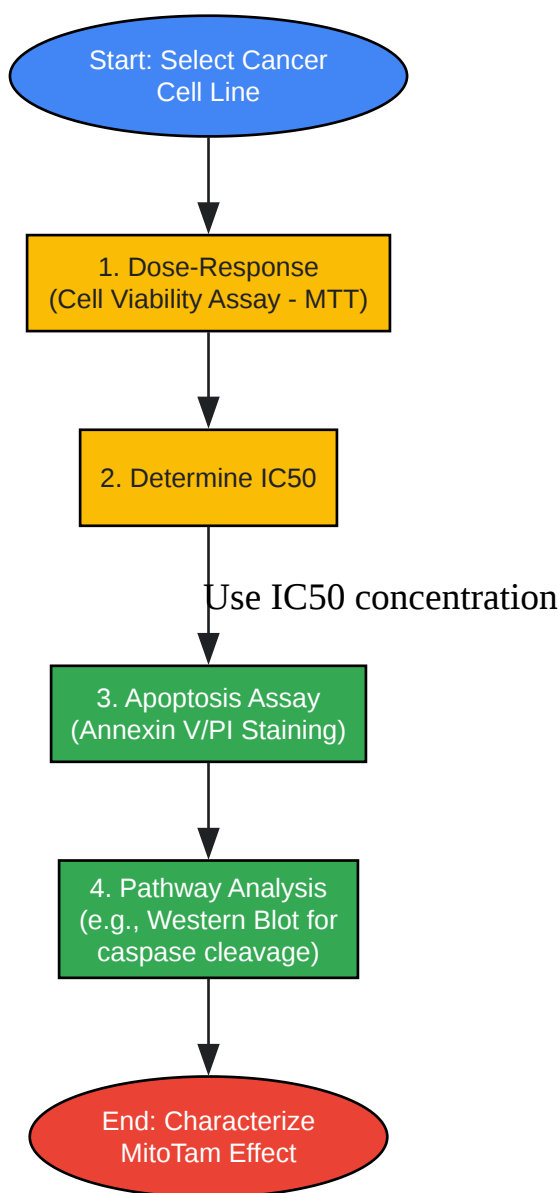 Start: Select Cancer
Cell Line
1. Dose-Response
(Cell Viability Assay - MTT)
2. Determine IC50
Use IC50 concentration
3. Apoptosis Assay
(Annexin V/PI Staining)
4. Pathway Analysis
(e.g., Western Blot for
caspase cleavage)
End: Characterize
MitoTam Effect